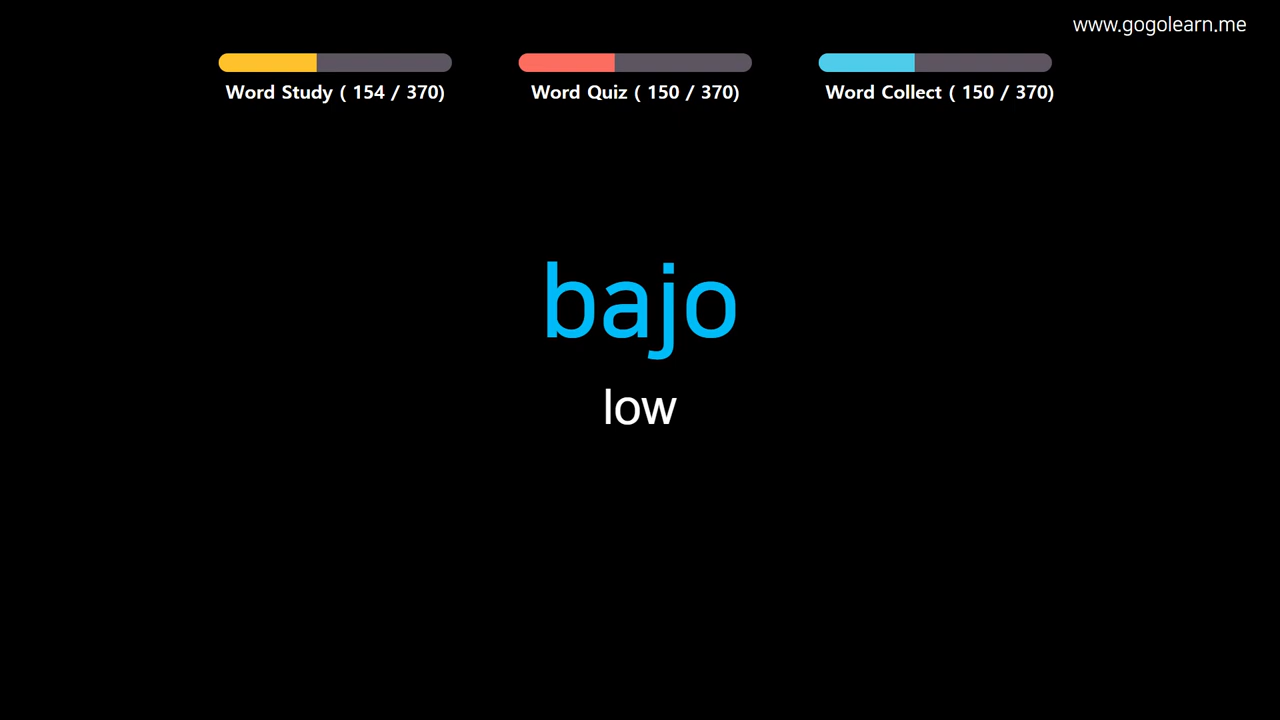 www.gogolearn.me
Word Study ( 154 / 370)
Word Quiz ( 150 / 370)
Word Collect ( 150 / 370)
bajo
low